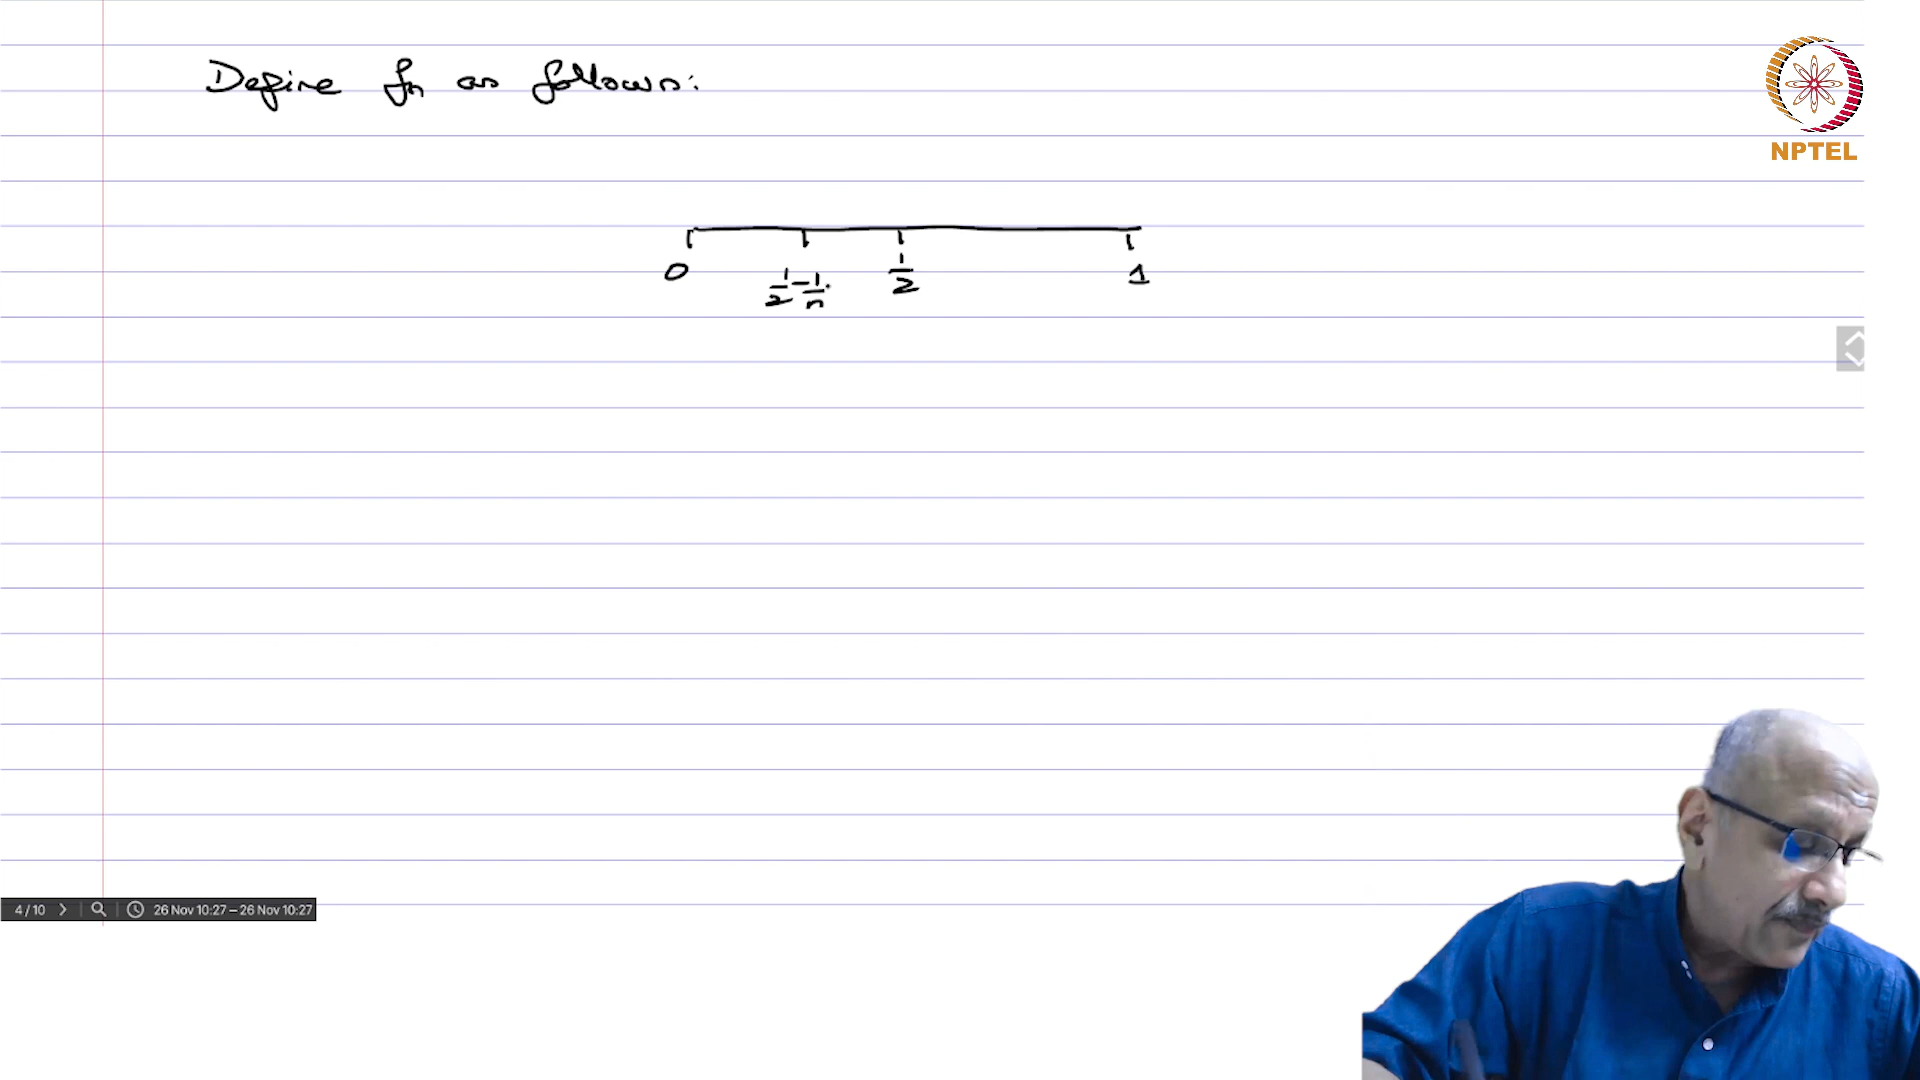 Define fn as follows:
NPTEL
0 1/2 - 1/n 1/2 1
4 / 10 26 Nov 10:27 – 26 Nov 10:27